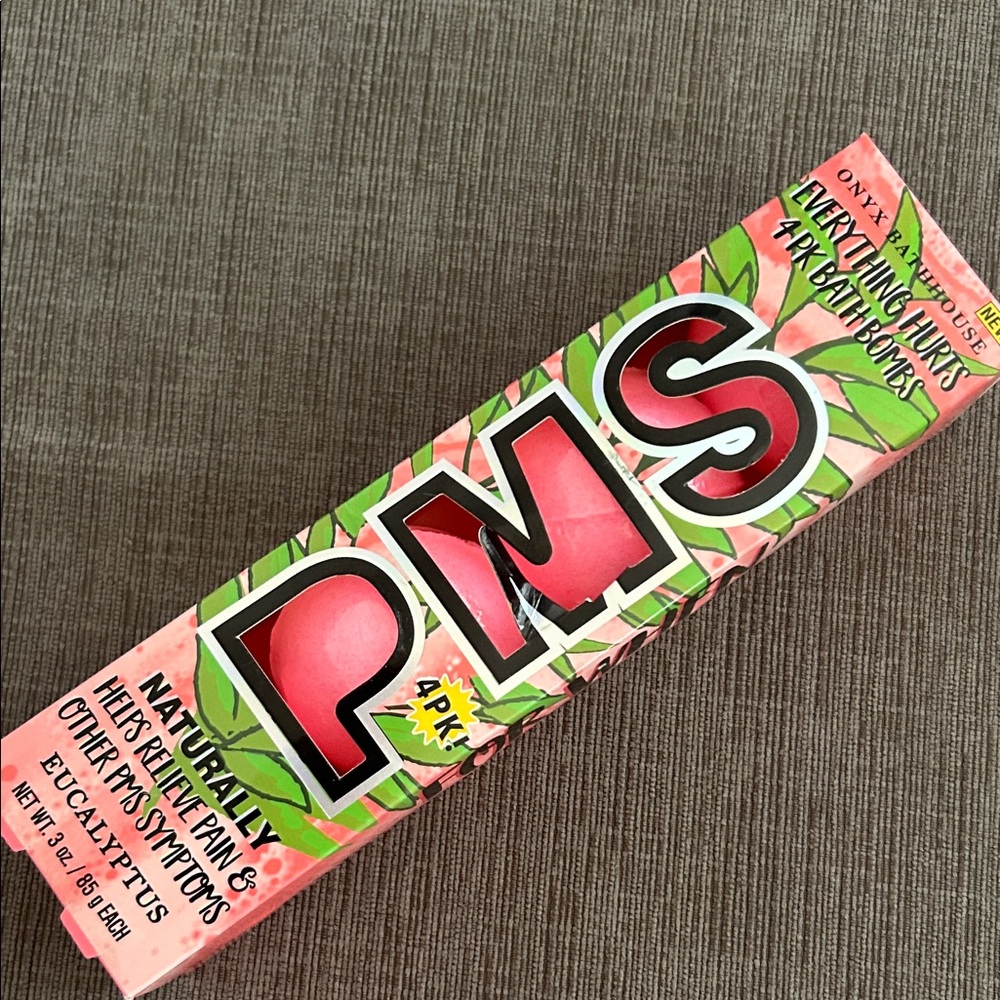 ONYX BATHHOUSE
EVERYTHING HURTS
4PK BATH BOMBS
PMS
4PK!
NATURALLY
HELPS RELIEVE PAIN &
OTHER PMS SYMPTOMS
EUCALYPTUS
NET WT. 3 oz. / 85 g EACH